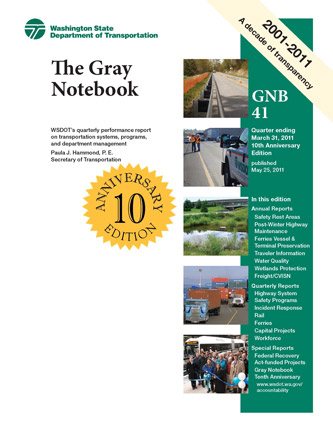 Washington State
Department of Transportation
2001-2011
A decade of transparency
The Gray
Notebook
WSDOT's quarterly performance report
on transportation systems, programs,
and department management
Paula J. Hammond, P. E.
Secretary of Transportation
ANNIVERSARY
10
EDITION
GNB
41
Quarter ending
March 31, 2011
10th Anniversary
Edition
published
May 25, 2011
In this edition
Annual Reports
Safety Rest Areas
Post-Winter Highway
Maintenance
Ferries Vessel &
Terminal Preservation
Traveler Information
Water Quality
Wetlands Protection
Freight/CVISN
Quarterly Reports
Highway System
Safety Programs
Incident Response
Rail
Ferries
Capital Projects
Workforce
Special Reports
Federal Recovery
Act-funded Projects
Gray Notebook
Tenth Anniversary
www.wsdot.wa.gov/
accountability